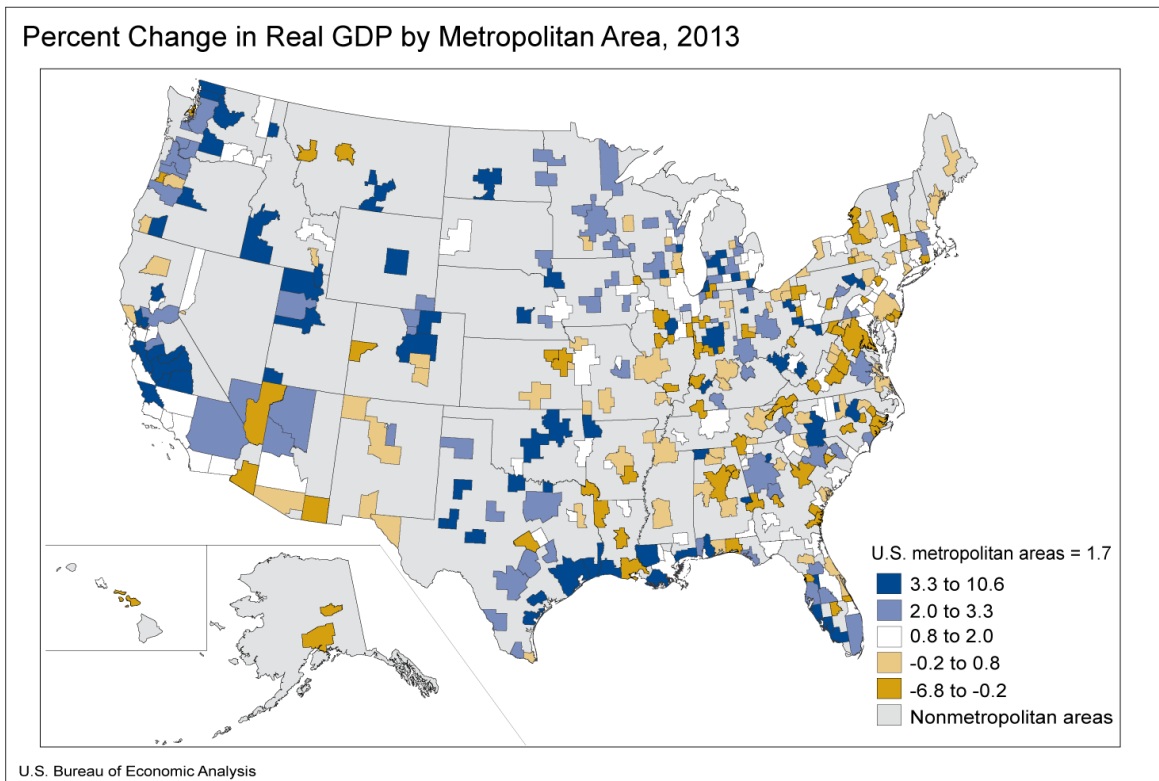 Percent Change in Real GDP by Metropolitan Area, 2013
U.S. metropolitan areas = 1.7
3.3 to 10.6
2.0 to 3.3
0.8 to 2.0
-0.2 to 0.8
-6.8 to -0.2
Nonmetropolitan areas
U.S. Bureau of Economic Analysis